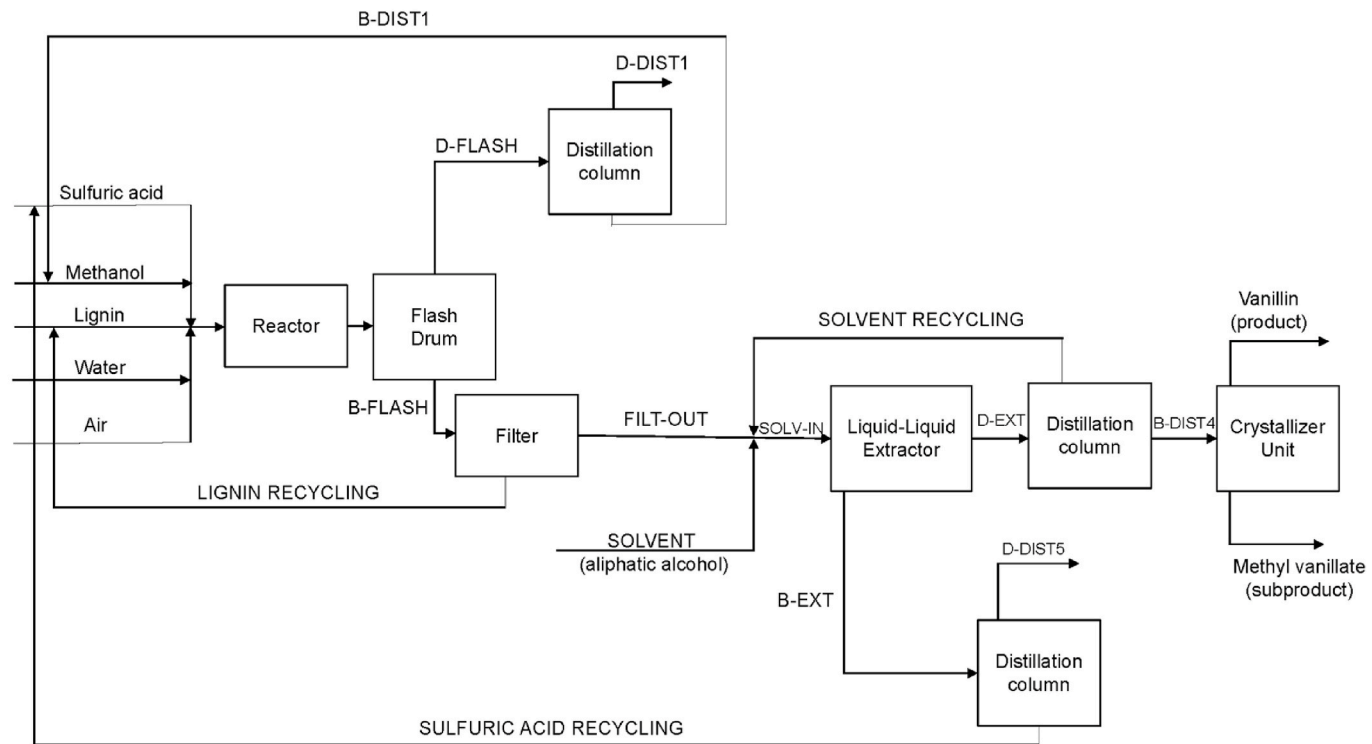 B-DIST1
D-DIST1
D-FLASH
Distillation
column
Sulfuric acid
Methanol
Lignin
Water
Air
Reactor
Flash
Drum
B-FLASH
Filter
LIGNIN RECYCLING
FILT-OUT
SOLVENT
(aliphatic alcohol)
SOLVENT RECYCLING
SOLV-IN
Liquid-Liquid
Extractor
D-EXT
Distillation
column
B-DIST4
Crystallizer
Unit
Vanillin
(product)
Methyl vanillate
(subproduct)
B-EXT
D-DIST5
Distillation
column
SULFURIC ACID RECYCLING